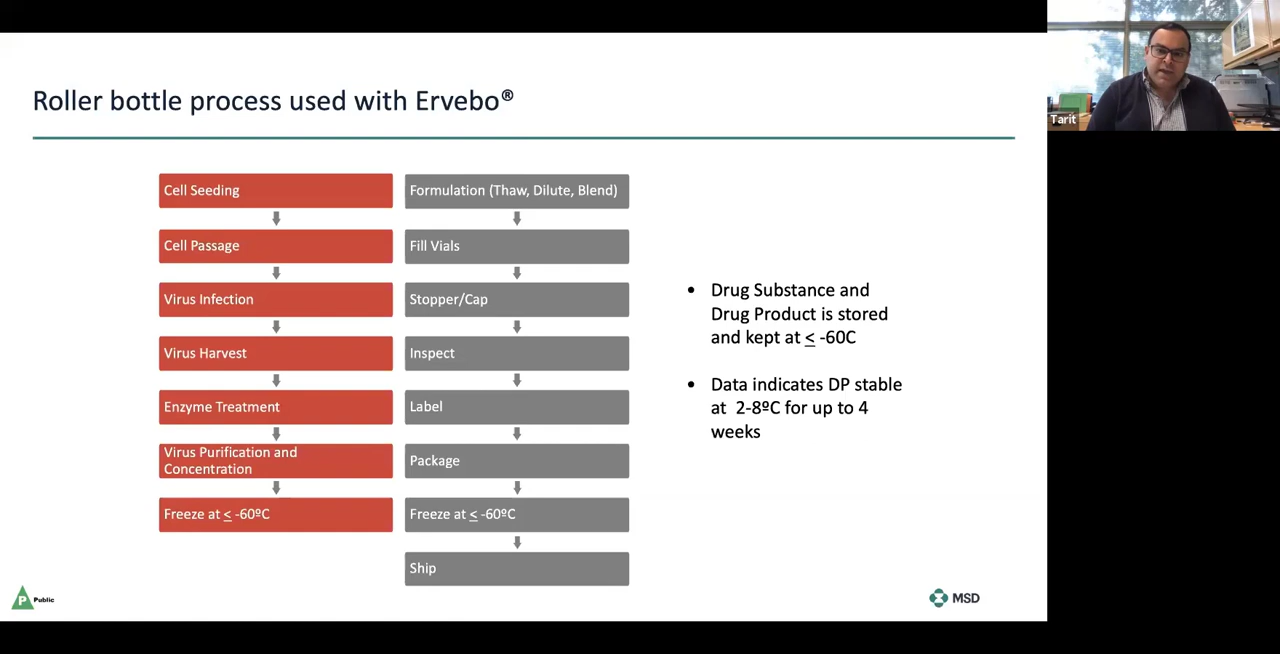 Roller bottle process used with Ervebo®
Cell Seeding
Cell Passage
Virus Infection
Virus Harvest
Enzyme Treatment
Virus Purification and
Concentration
Freeze at ≤ -60ºC
Formulation (Thaw, Dilute, Blend)
Fill Vials
Stopper/Cap
Inspect
Label
Package
Freeze at ≤ -60ºC
Ship
• Drug Substance and
Drug Product is stored
and kept at ≤ -60C
• Data indicates DP stable
at 2-8ºC for up to 4
weeks
P Public
MSD
Tarit